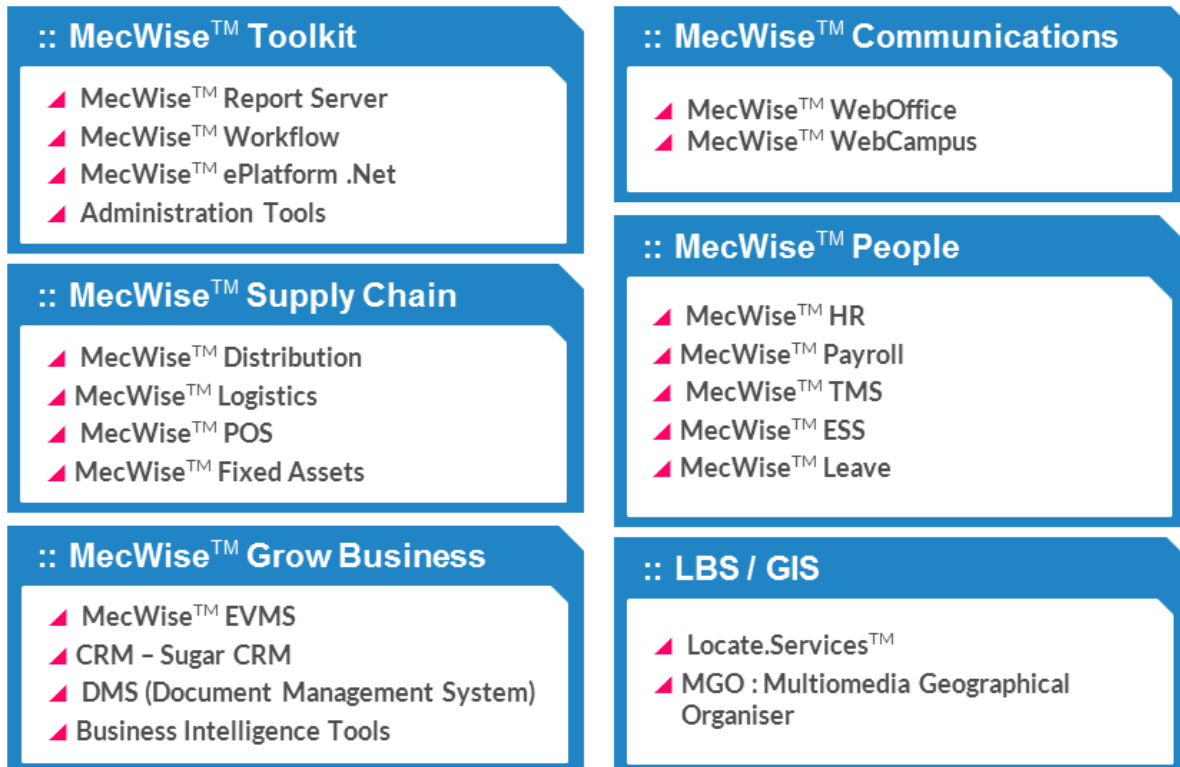 :: MecWise™ Toolkit
MecWise™ Report Server
MecWise™ Workflow
MecWise™ ePlatform .Net
Administration Tools
:: MecWise™ Supply Chain
MecWise™ Distribution
MecWise™ Logistics
MecWise™ POS
MecWise™ Fixed Assets
:: MecWise™ Grow Business
MecWise™ EVMS
CRM – Sugar CRM
DMS (Document Management System)
Business Intelligence Tools
:: MecWise™ Communications
MecWise™ WebOffice
MecWise™ WebCampus
:: MecWise™ People
MecWise™ HR
MecWise™ Payroll
MecWise™ TMS
MecWise™ ESS
MecWise™ Leave
:: LBS / GIS
Locate.Services™
MGO : Multiomedia Geographical
Organiser